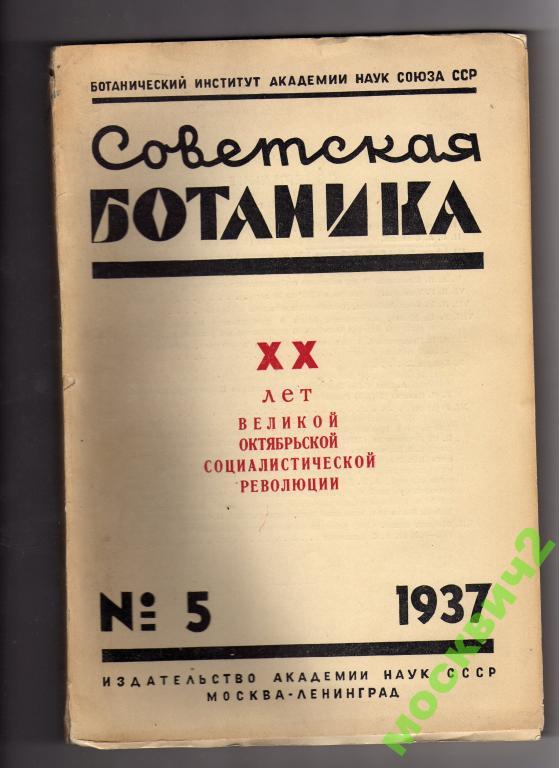 БОТАНИЧЕСКИЙ ИНСТИТУТ АКАДЕМИИ НАУК СОЮЗА ССР
Советская
БОТАНИКА
XX
лет
ВЕЛИКОЙ
ОКТЯБРЬСКОЙ
СОЦИАЛИСТИЧЕСКОЙ
РЕВОЛЮЦИИ
№ 5 1937
ИЗДАТЕЛЬСТВО АКАДЕМИИ НАУК СССР
МОСКВА-ЛЕНИНГРАД
москвич2